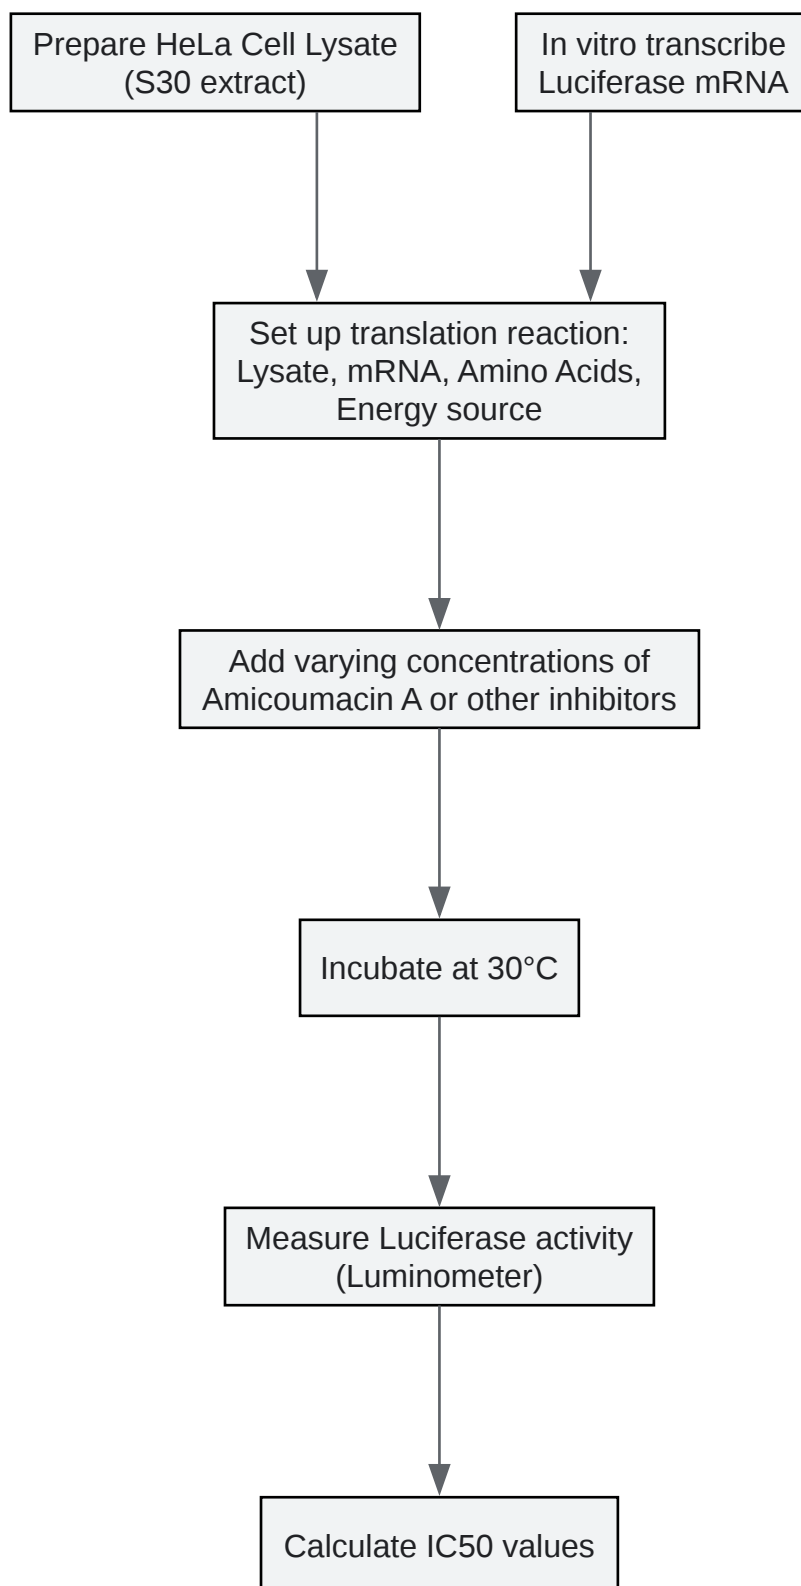 Prepare HeLa Cell Lysate
(S30 extract)
In vitro transcribe
Luciferase mRNA
Set up translation reaction:
Lysate, mRNA, Amino Acids,
Energy source
Add varying concentrations of
Amicoumacin A or other inhibitors
Incubate at 30°C
Measure Luciferase activity
(Luminometer)
Calculate IC50 values